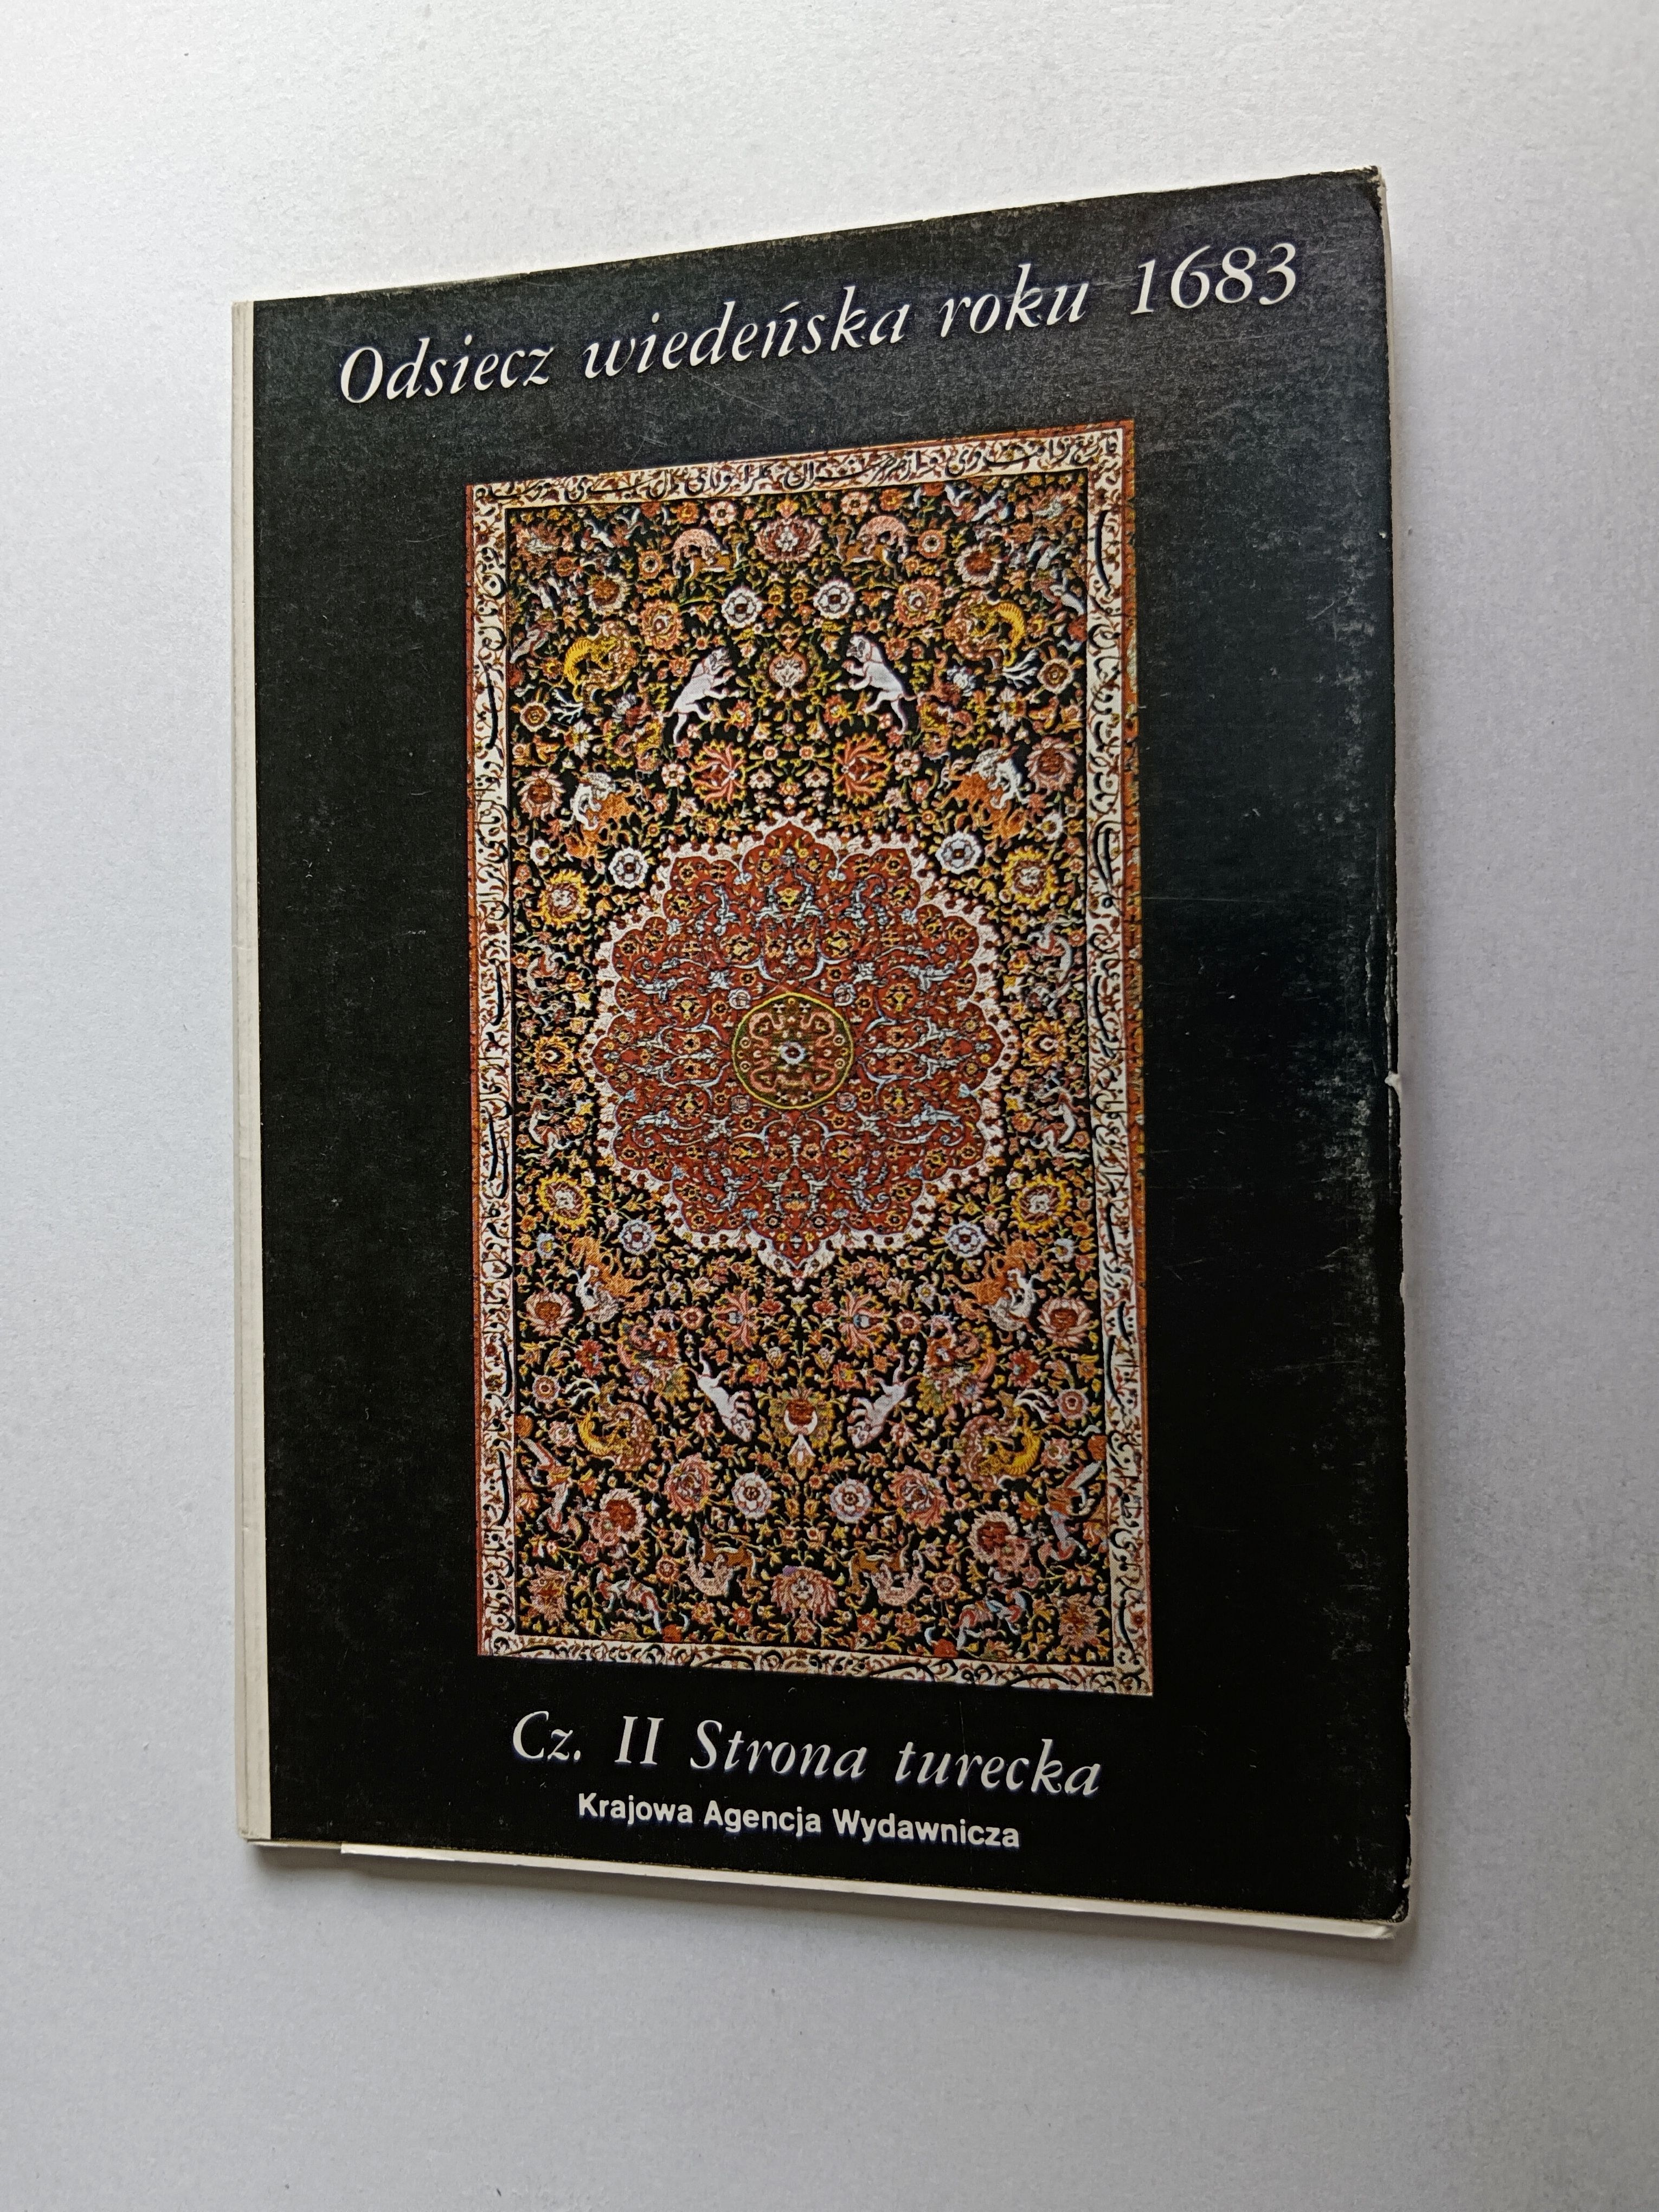 Odsiecz wiedeńska roku 1683
Cz. II Strona turecka
Krajowa Agencja Wydawnicza